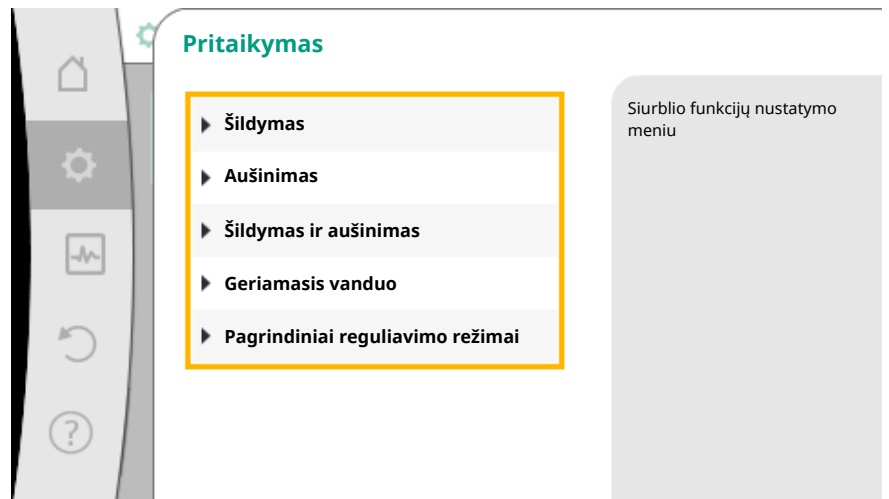 Pritaikymas
Šildymas
Aušinimas
Šildymas ir aušinimas
Geriamasis vanduo
Pagrindiniai reguliavimo režimai
Siurblio funkcijų nustatymo
meniu
?